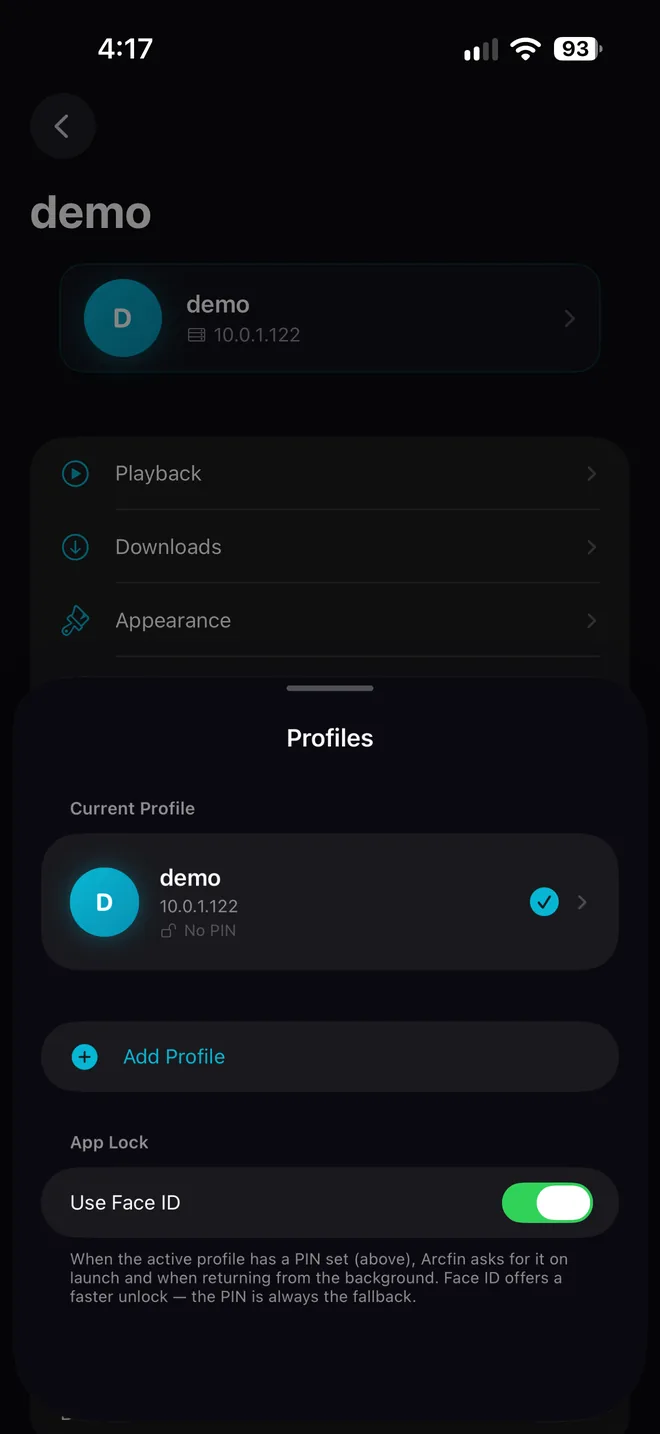 4:17
93
demo
D
demo
10.0.1.122
Playback
Downloads
Appearance
Profiles
Current Profile
D
demo
10.0.1.122
No PIN
Add Profile
App Lock
Use Face ID
When the active profile has a PIN set (above), Arcfin asks for it on
launch and when returning from the background. Face ID offers a
faster unlock — the PIN is always the fallback.